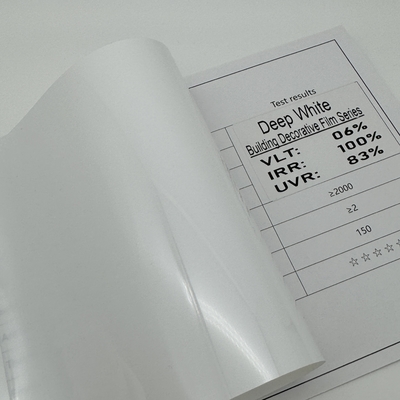 Test results
Deep White
Building Decorative Film Series
VLT: 06%
IRR: 100%
UVR: 83%
≥2000
≥2
150
☆☆☆☆☆